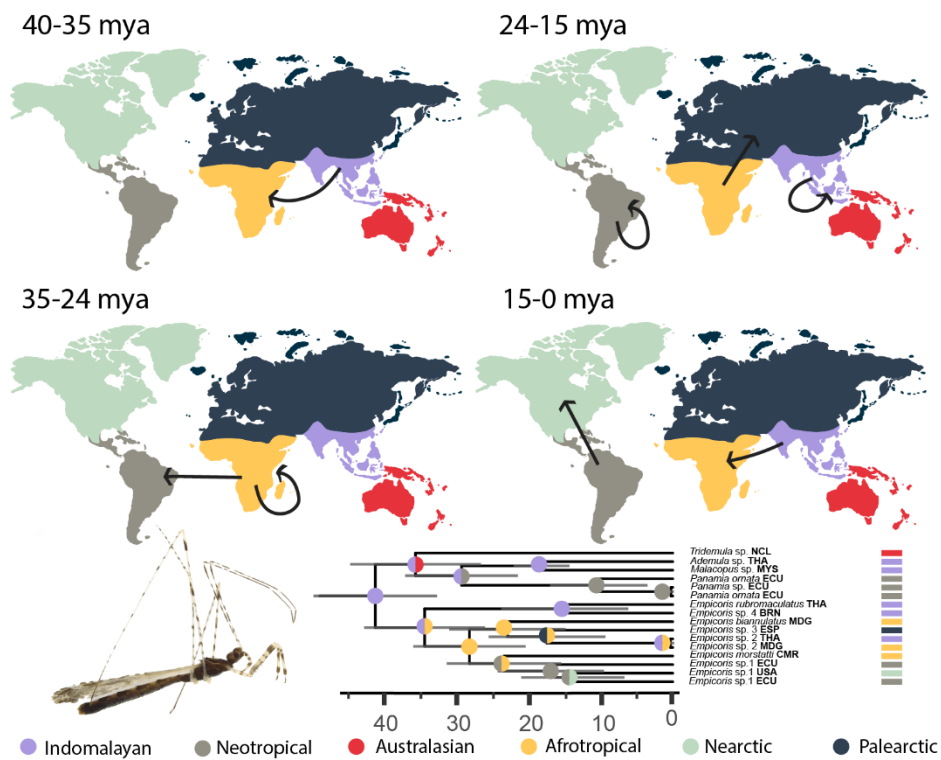 40-35 mya
24-15 mya
35-24 mya
15-0 mya
Tridemula sp. NCL
Ademula sp. THA
Malacopus sp. MYS
Panamia ornata ECU
Panamia sp. ECU
Panamia ornata ECU
Empicoris rubromaculatus THA
Empicoris sp. 4 BRN
Empicoris biannulatus MDG
Empicoris sp. 3 ESP
Empicoris sp. 2 THA
Empicoris sp. 2 MDG
Empicoris morstatti CMR
Empicoris sp.1 ECU
Empicoris sp.1 USA
Empicoris sp.1 ECU
40 30 20 10 0
Indomalayan Neotropical Australasian Afrotropical Nearctic Palearctic